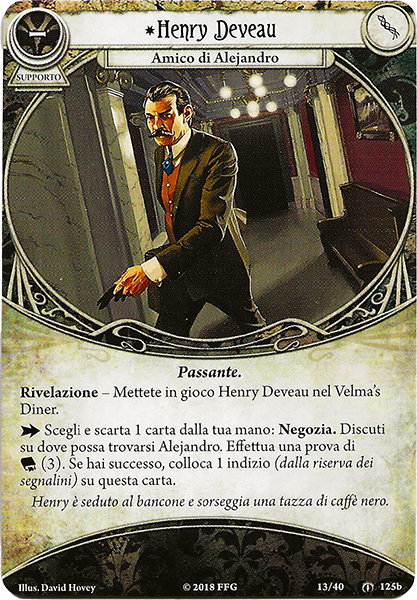 *Henry Deveau
SUPPORTO
Amico di Alejandro
Passante.
Rivelazione – Mettete in gioco Henry Deveau nel Velma's
Diner.
Scegli e scarta 1 carta dalla tua mano: Negozia. Discuti
su dove possa trovarsi Alejandro. Effettua una prova di
(3). Se hai successo, colloca 1 indizio (dalla riserva dei
segnalini) su questa carta.
Henry è seduto al bancone e sorseggia una tazza di caffè nero.
Illus. David Hovey © 2018 FFG 13/40 125b